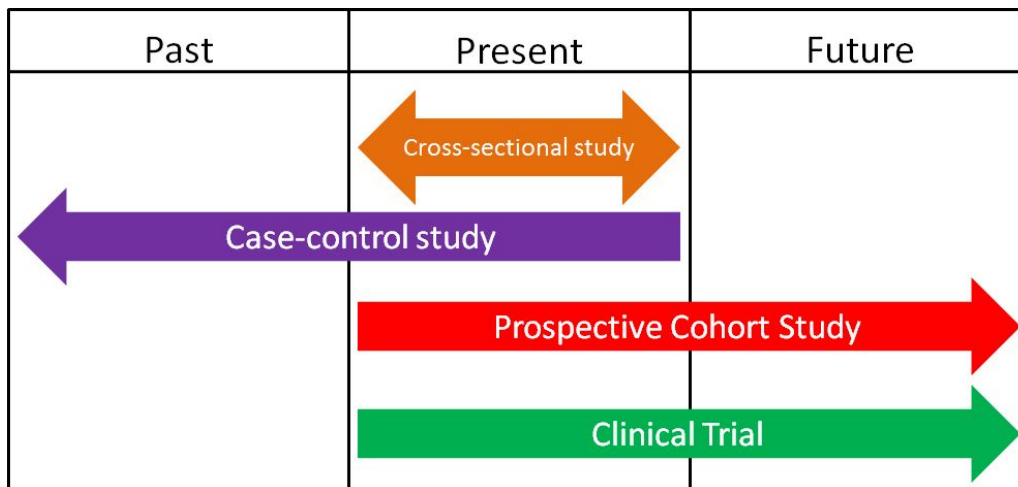 Past
Present
Future
Cross-sectional study
Case-control study
Prospective Cohort Study
Clinical Trial